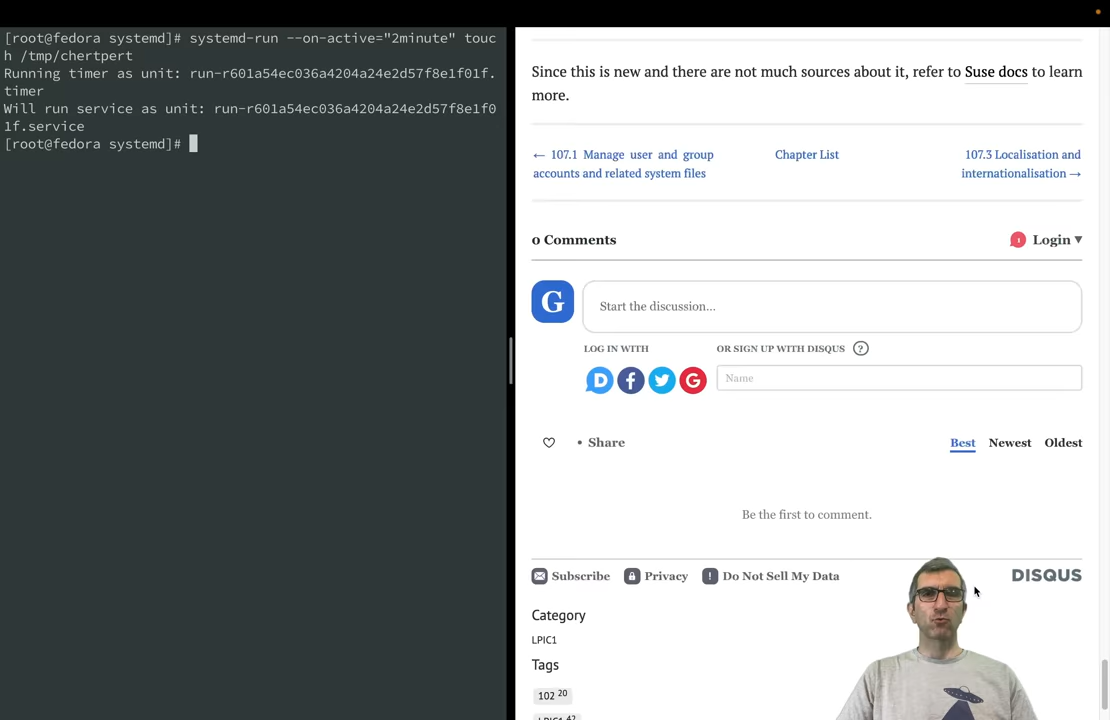 [root@fedora systemd]# systemd-run --on-active="2minute" touc
h /tmp/chertpert
Running timer as unit: run-r601a54ec036a4204a24e2d57f8e1f01f.
timer
Will run service as unit: run-r601a54ec036a4204a24e2d57f8e1f0
1f.service
[root@fedora systemd]#
Since this is new and there are not much sources about it, refer to Suse docs to learn
more.
← 107.1 Manage user and group
accounts and related system files
Chapter List
107.3 Localisation and
internationalisation →
0 Comments
1 Login ▼
G
Start the discussion...
LOG IN WITH
OR SIGN UP WITH DISQUS ?
D f G
Name
• Share
Best Newest Oldest
Be the first to comment.
Subscribe Privacy ! Do Not Sell My Data
DISQUS
Category
LPIC1
Tags
102 20
LPIC1 42